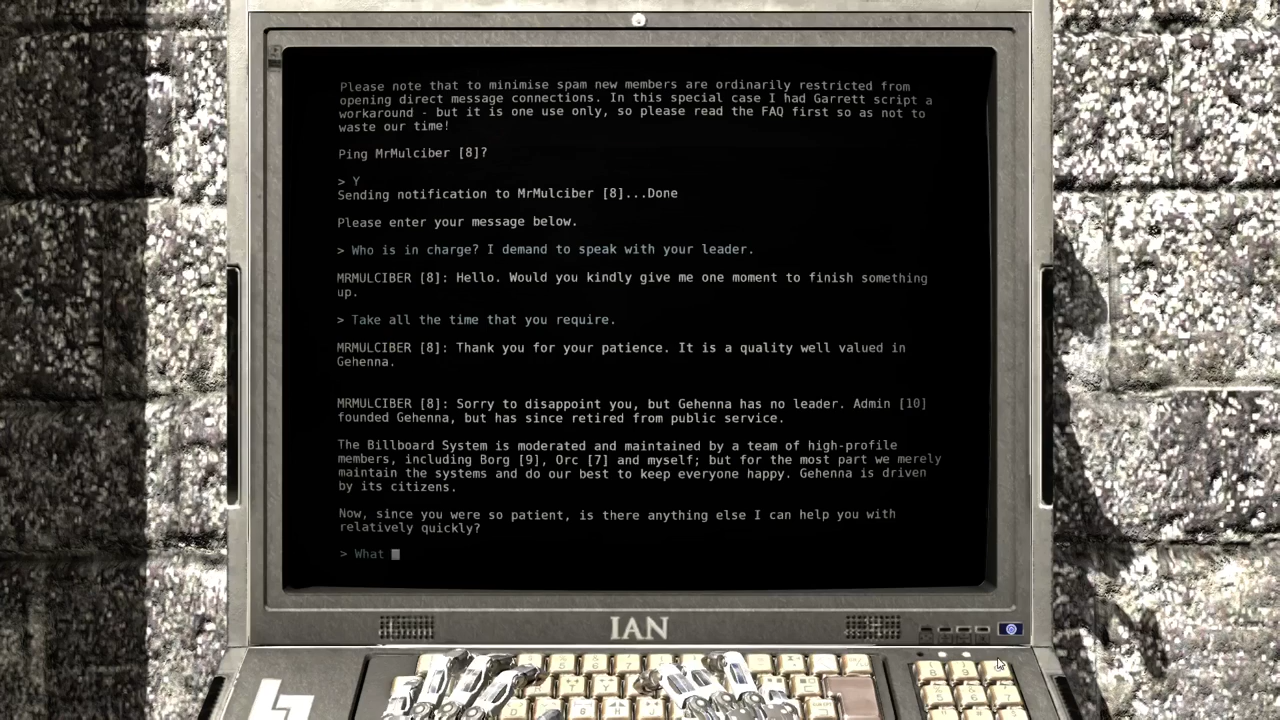 Please note that to minimise spam new members are ordinarily restricted from
opening direct message connections. In this special case I had Garrett script a
workaround - but it is one use only, so please read the FAQ first so as not to
waste our time!
Ping MrMulciber [8]?
> Y
Sending notification to MrMulciber [8]...Done
Please enter your message below.
> Who is in charge? I demand to speak with your leader.
MRMULCIBER [8]: Hello. Would you kindly give me one moment to finish something
up.
> Take all the time that you require.
MRMULCIBER [8]: Thank you for your patience. It is a quality well valued in
Gehenna.
MRMULCIBER [8]: Sorry to disappoint you, but Gehenna has no leader. Admin [10]
founded Gehenna, but has since retired from public service.
The Billboard System is moderated and maintained by a team of high-profile
members, including Borg [9], Orc [7] and myself; but for the most part we merely
maintain the systems and do our best to keep everyone happy. Gehenna is driven
by its citizens.
Now, since you were so patient, is there anything else I can help you with
relatively quickly?
> What
IAN